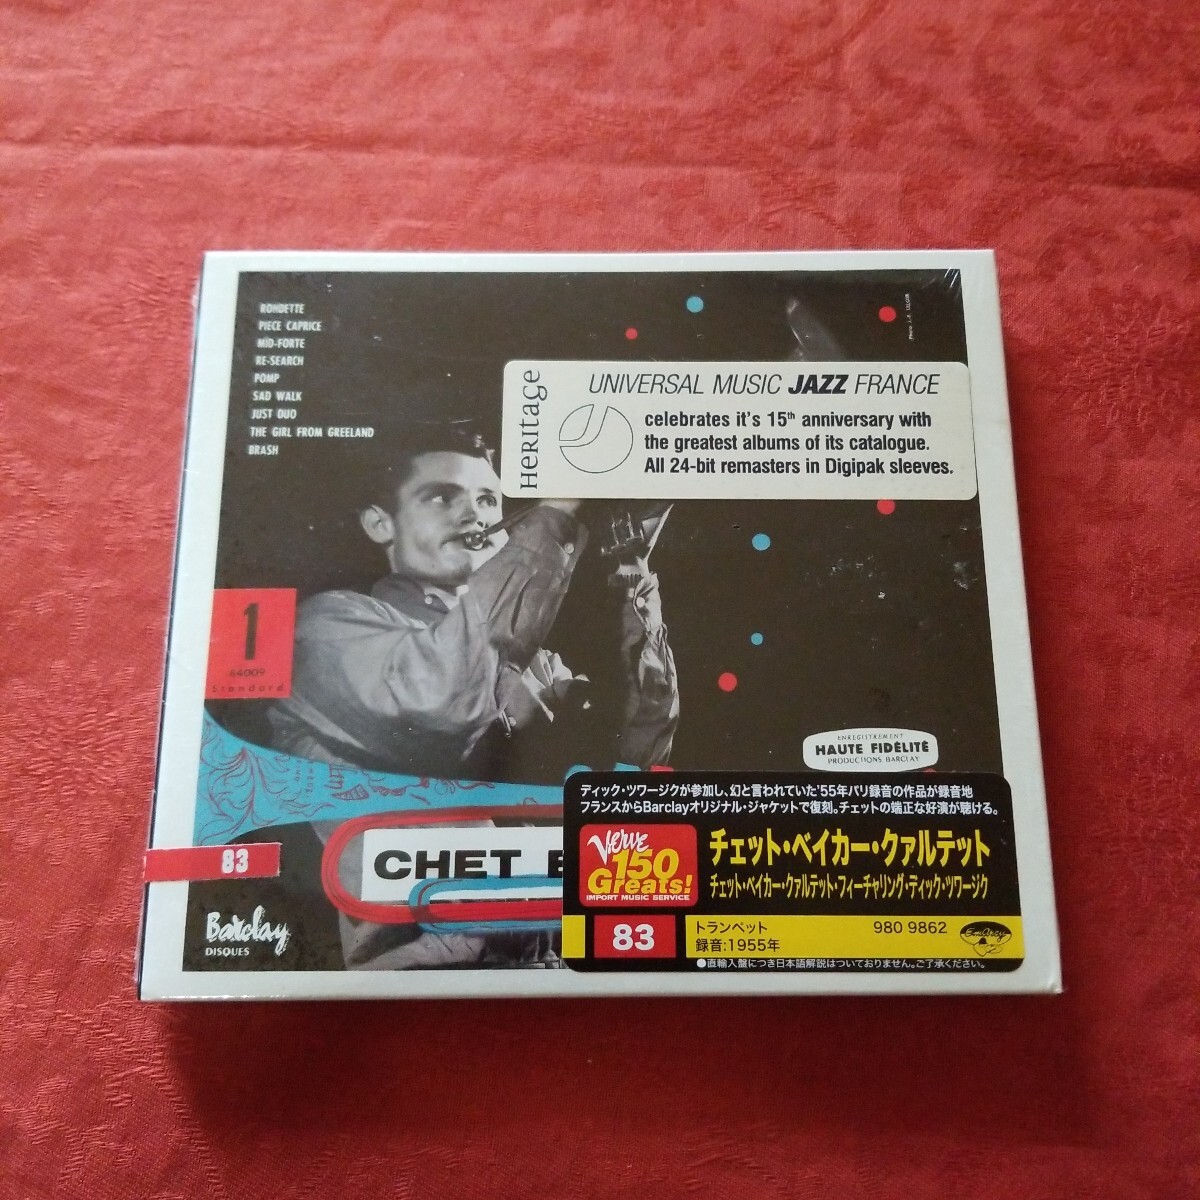 RONDETTE
PIECE CAPRICE
MID-FORTE
RE-SEARCH
POMP
SAD WALK
JUST DUO
THE GIRL FROM GREELAND
BRASH
HERITAGE
UNIVERSAL MUSIC JAZZ FRANCE
celebrates it's 15th anniversary with
the greatest albums of its catalogue.
All 24-bit remasters in Digipak sleeves.
1
84009
Standard
ENREGISTREMENT
HAUTE FIDÉLITÉ
PRODUCTIONS BARCLAY
CHET
83
Barclay
DISQUES
ディック・ツワージクが参加し、幻と言われていた'55年パリ録音の作品が録音地
フランスからBarclayオリジナル・ジャケットで復刻。チェットの端正な好演が聴ける。
Verve
150
Greats!
IMPORT MUSIC SERVICE
チェット・ベイカー・クァルテット
チェット・ベイカー・クァルテット・フィーチャリング・ディック・ツワージク
83
トランペット
980 9862
EmArcy
録音:1955年
●直輸入盤につき日本語解説はついておりません。ご了承ください。